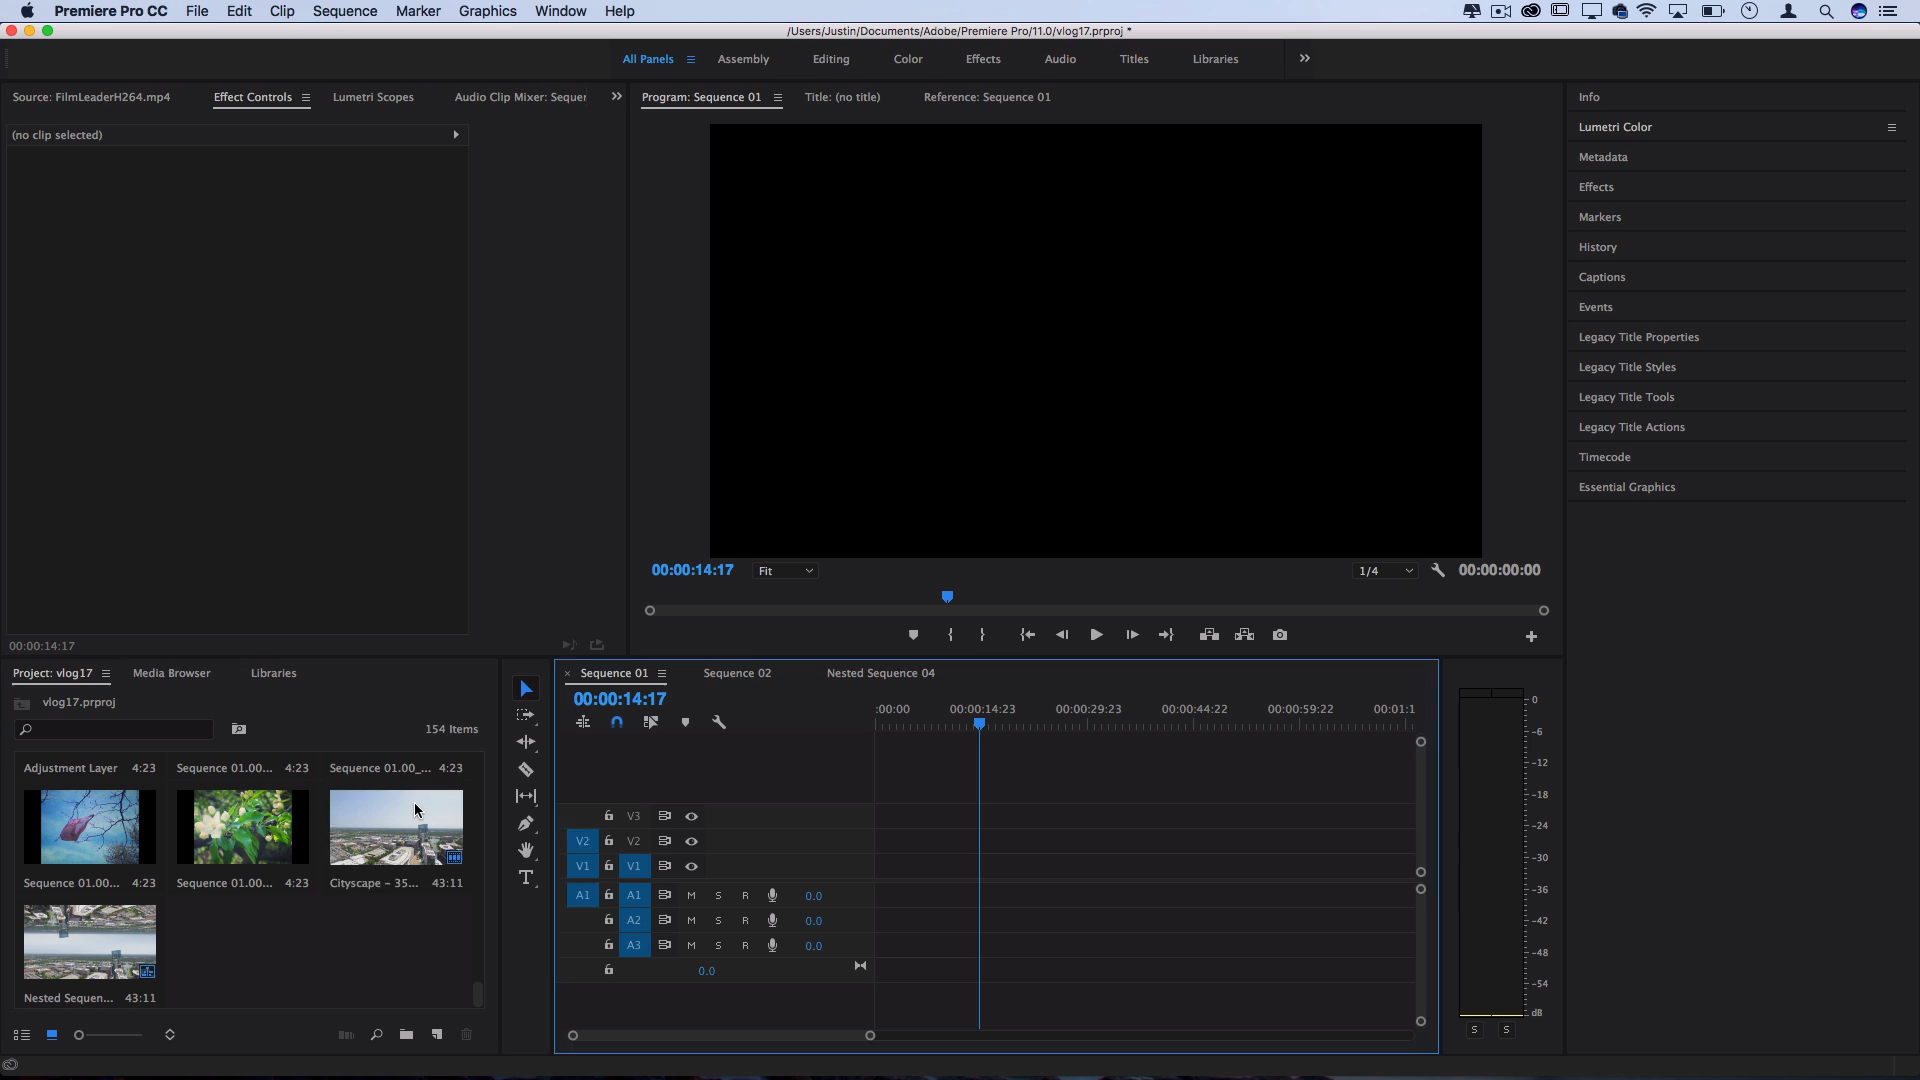 Premiere Pro CC File Edit Clip Sequence Marker Graphics Window Help
/Users/Justin/Documents/Adobe/Premiere Pro/11.0/vlog17.prproj *
All Panels Assembly Editing Color Effects Audio Titles Libraries
Source: FilmLeaderH264.mp4 Effect Controls Lumetri Scopes Audio Clip Mixer: Sequer
Program: Sequence 01 Title: (no title) Reference: Sequence 01
(no clip selected)
Info
Lumetri Color
Metadata
Effects
Markers
History
Captions
Events
Legacy Title Properties
Legacy Title Styles
Legacy Title Tools
Legacy Title Actions
Timecode
Essential Graphics
00:00:14:17 Fit 1/4 00:00:00:00
00:00:14:17
Project: vlog17 Media Browser Libraries
vlog17.prproj
154 Items
Adjustment Layer 4:23 Sequence 01.00... 4:23 Sequence 01.00_... 4:23
Sequence 01.00... 4:23 Sequence 01.00... 4:23 Cityscape - 35... 43:11
Nested Sequen... 43:11
× Sequence 01 Sequence 02 Nested Sequence 04
00:00:14:17
:00:00 00:00:14:23 00:00:29:23 00:00:44:22 00:00:59:22 00:01:1
V3
V2 V2
V1 V1
A1 A1 M S R 0.0
A2 M S R 0.0
A3 M S R 0.0
0.0
0
-6
-12
-18
-24
-30
-36
-42
-48
-54
dB
S S
T